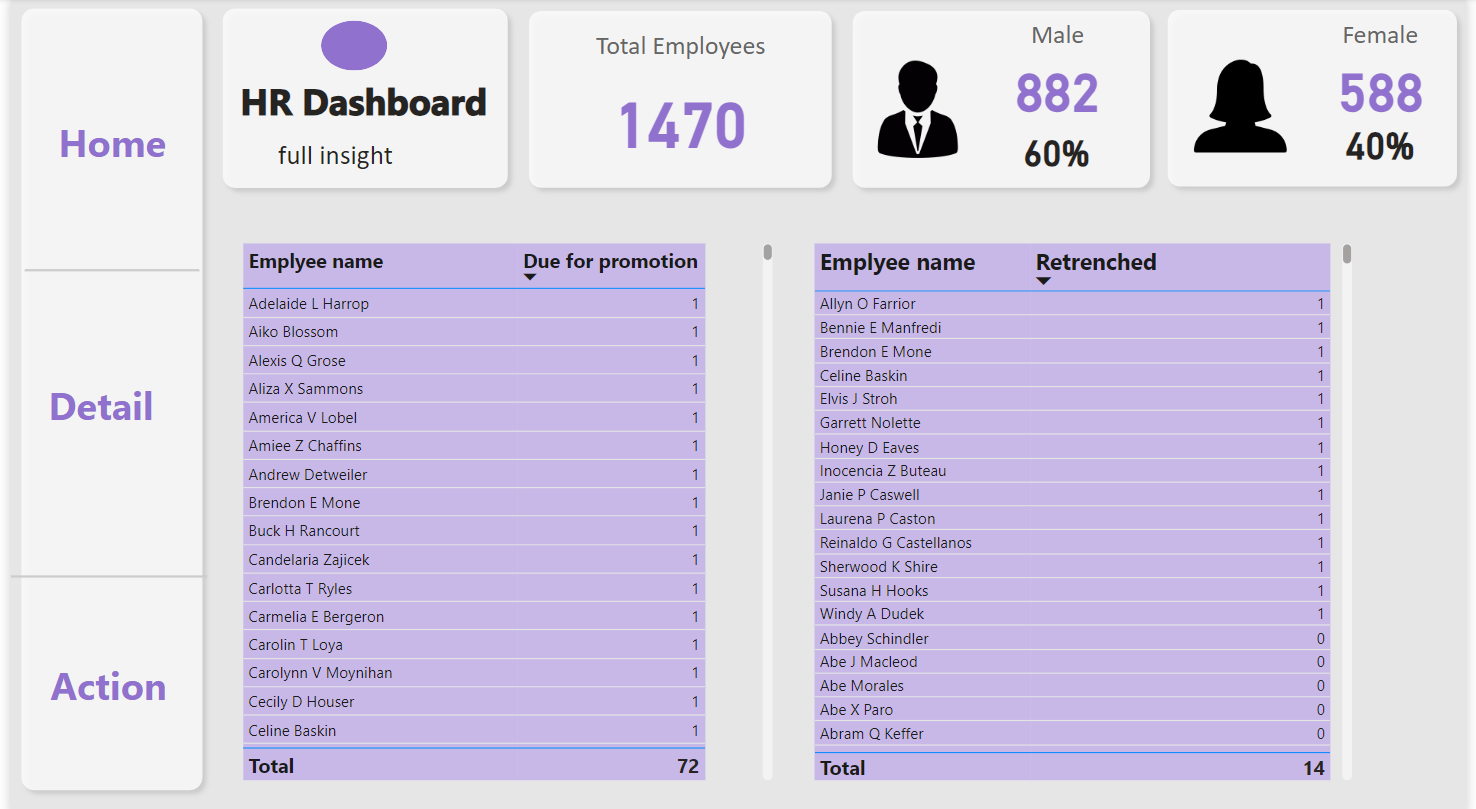 Home
Detail
Action
HR Dashboard
full insight
Total Employees
1470
Male
882
60%
Female
588
40%
Emplyee name Due for promotion
Adelaide L Harrop 1
Aiko Blossom 1
Alexis Q Grose 1
Aliza X Sammons 1
America V Lobel 1
Amiee Z Chaffins 1
Andrew Detweiler 1
Brendon E Mone 1
Buck H Rancourt 1
Candelaria Zajicek 1
Carlotta T Ryles 1
Carmelia E Bergeron 1
Carolin T Loya 1
Carolynn V Moynihan 1
Cecily D Houser 1
Celine Baskin 1
Total 72
Emplyee name Retrenched
Allyn O Farrior 1
Bennie E Manfredi 1
Brendon E Mone 1
Celine Baskin 1
Elvis J Stroh 1
Garrett Nolette 1
Honey D Eaves 1
Inocencia Z Buteau 1
Janie P Caswell 1
Laurena P Caston 1
Reinaldo G Castellanos 1
Sherwood K Shire 1
Susana H Hooks 1
Windy A Dudek 1
Abbey Schindler 0
Abe J Macleod 0
Abe Morales 0
Abe X Paro 0
Abram Q Keffer 0
Total 14